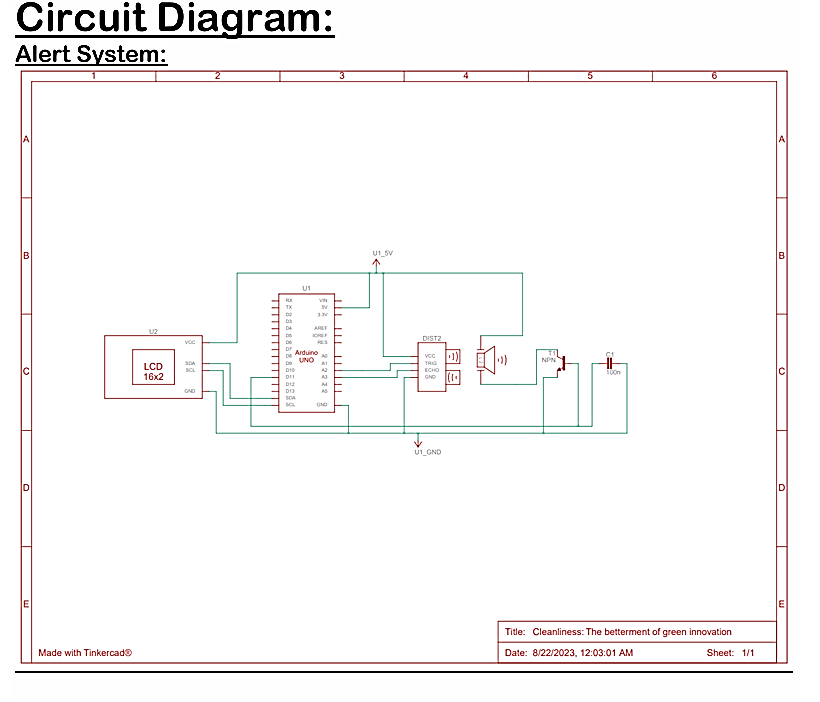 Circuit Diagram:
Alert System:
1 2 3 4 5 6
A A
B B
U1_5V
U1
RX VIN
TX 5V
D2 3.3V
D3
D4 AREF
D5 IOREF
D6 RES
D7
D8 A0
D9 A1
D10 A2
D11 A3
D12 A4
D13 A5
SDA
SCL GND
Arduino
UNO
U2
VCC
SDA
SCL
GND
LCD
16x2
DIST2
VCC
TRIG
ECHO
GND
T1
NPN
C1
100n
C C
U1_GND
D D
E E
Title: Cleanliness: The betterment of green innovation
Made with Tinkercad®
Date: 8/22/2023, 12:03:01 AM Sheet: 1/1